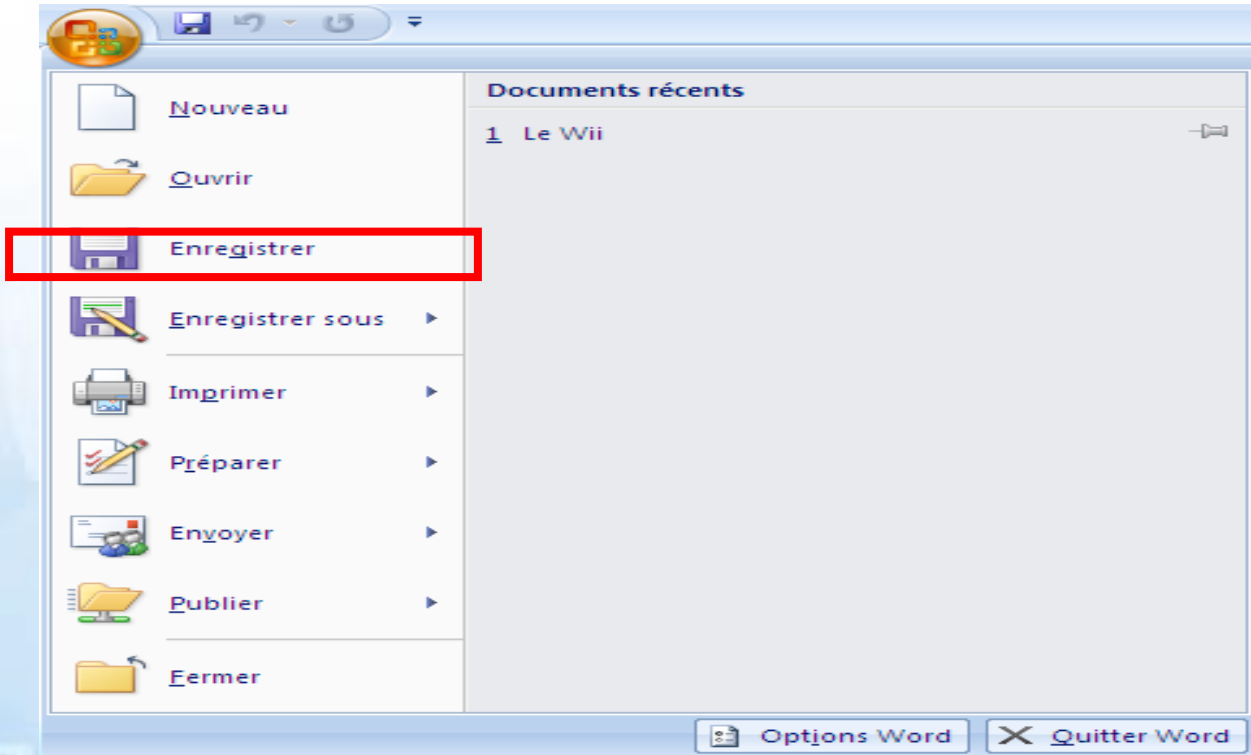 Nouveau
Ouvrir
Enregistrer
Enregistrer sous
Imprimer
Préparer
Envoyer
Publier
Fermer
Documents récents
1 Le Wii
Options Word
Quitter Word